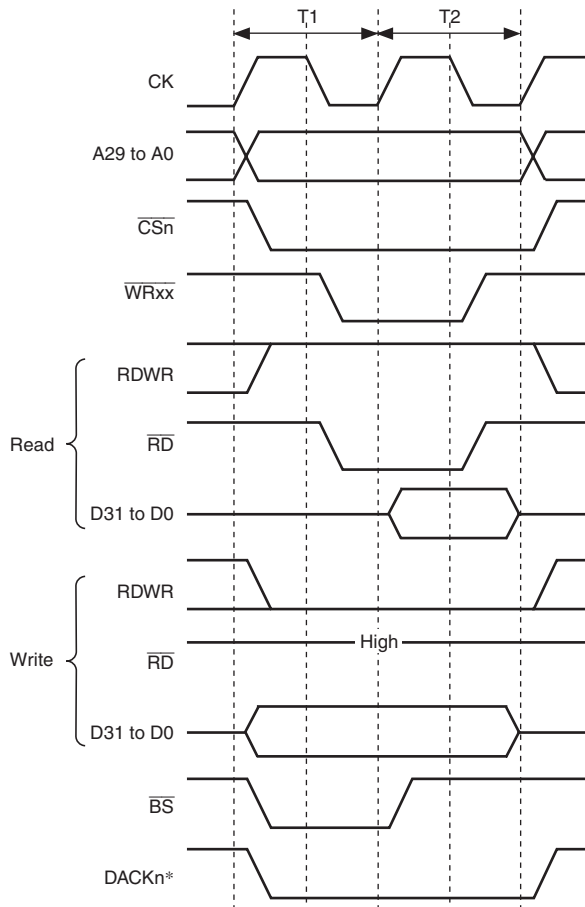 T1 T2
CK
A29 to A0
CSn
WRxx
RDWR
Read
RD
D31 to D0
RDWR
High
Write
RD
D31 to D0
BS
DACKn*